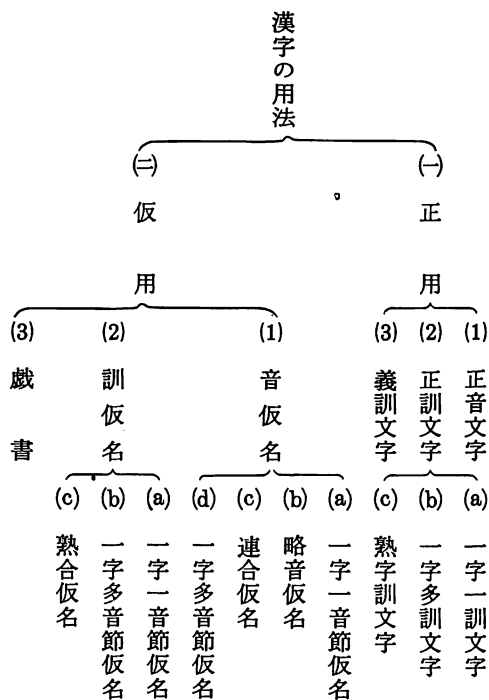 漢字の用法
㈠ 正用
(1) 正音文字
(2) 正訓文字
(a) 一字一訓文字
(b) 一字多訓文字
(c) 熟字訓文字
(3) 義訓文字
㈡ 仮用
(1) 音仮名
(a) 一字一音節仮名
(b) 略音仮名
(c) 連合仮名
(d) 一字多音節仮名
(2) 訓仮名
(a) 一字一音節仮名
(b) 一字多音節仮名
(c) 熟合仮名
(3) 戯書